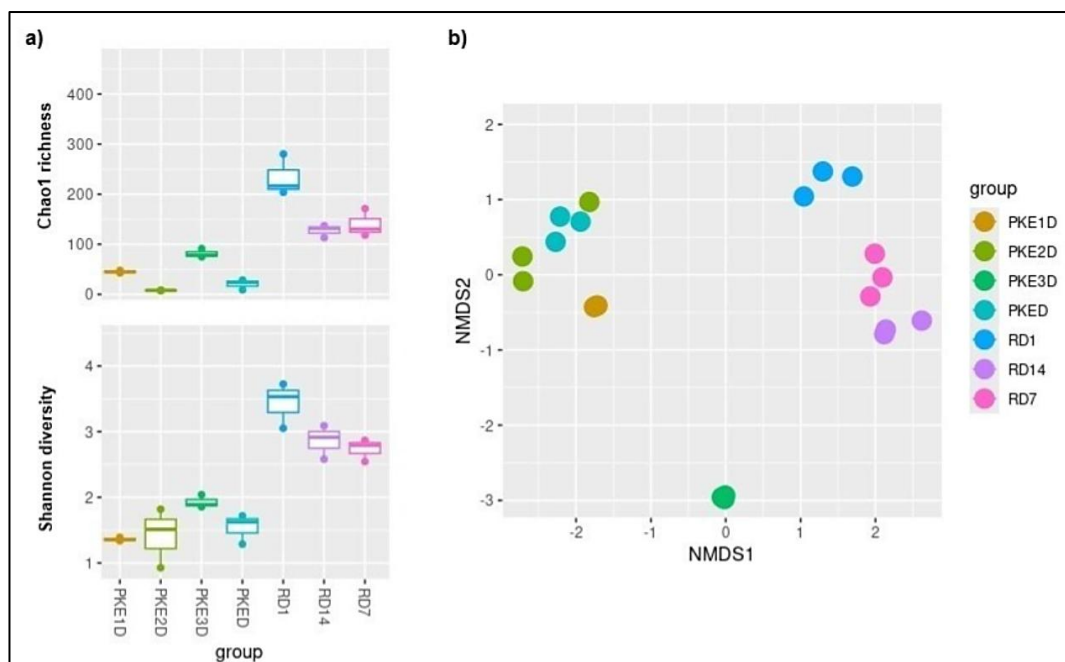 a)
Chao1 richness
400
300
200
100
0
Shannon diversity
4
3
2
1
PKE1D
PKE2D
PKE3D
PKED
RD1
RD14
RD7
group
b)
NMDS2
2
1
0
-1
-2
-3
-2
-1
0
1
2
NMDS1
group
PKE1D
PKE2D
PKE3D
PKED
RD1
RD14
RD7